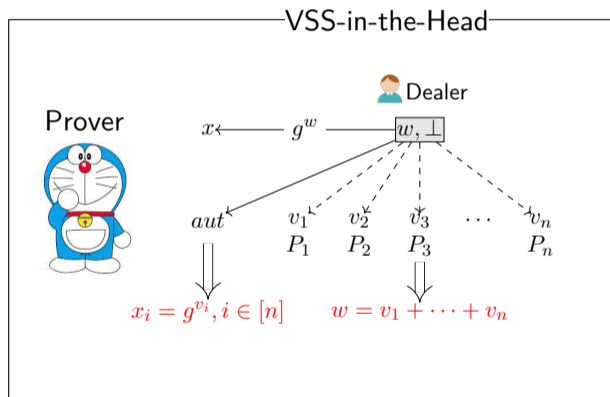 VSS-in-the-Head
Dealer
Prover
x ← g^w — w, ⊥
aut v_1 v_2 v_3 ⋯ v_n
P_1 P_2 P_3 P_n
x_i = g^{v_i}, i ∈ [n] w = v_1 + ⋯ + v_n